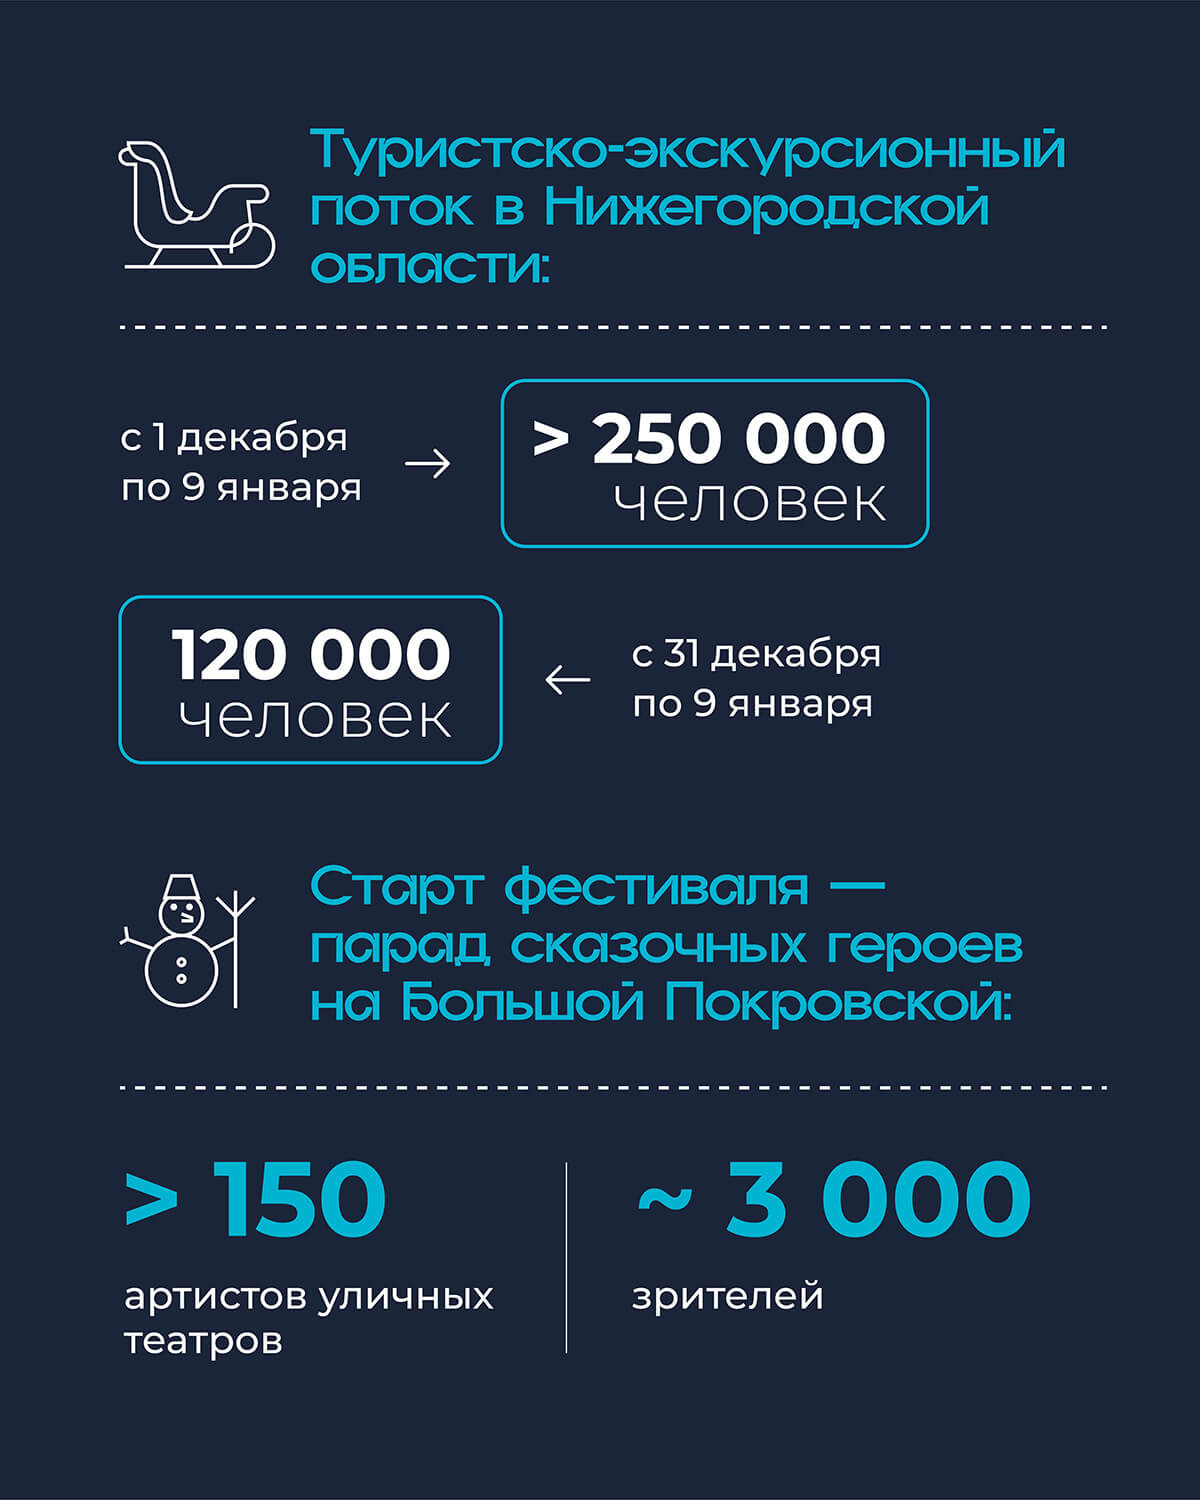 Туристско-экскурсионный
поток в Нижегородской
области:
с 1 декабря
по 9 января
→
> 250 000
человек
120 000
человек
←
с 31 декабря
по 9 января
Старт фестиваля —
парад сказочных героев
на Большой Покровской:
> 150
артистов уличных
театров
~ 3 000
зрителей